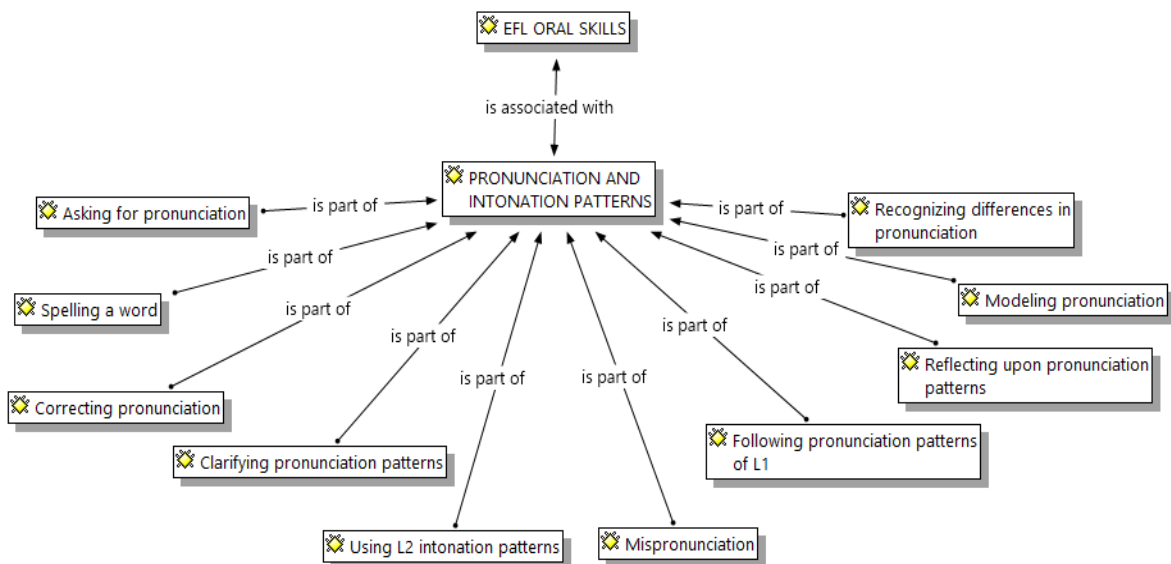 EFL ORAL SKILLS
is associated with
PRONUNCIATION AND
INTONATION PATTERNS
Asking for pronunciation
is part of
is part of
Recognizing differences in
pronunciation
is part of
Spelling a word
is part of
Modeling pronunciation
is part of
is part of
Correcting pronunciation
is part of
is part of
Reflecting upon pronunciation
patterns
is part of
is part of
Clarifying pronunciation patterns
Following pronunciation patterns
of L1
Using L2 intonation patterns
Mispronunciation